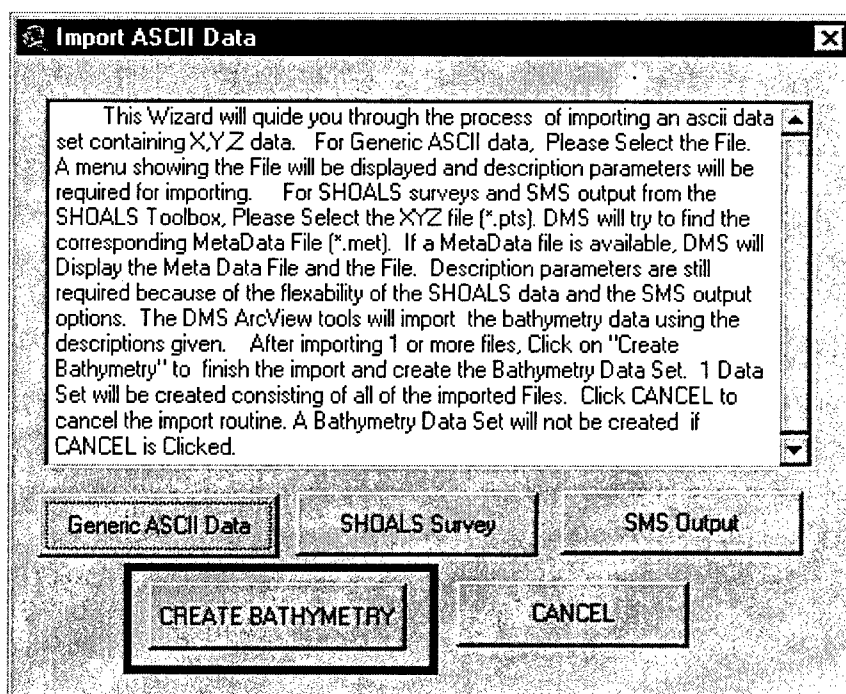 Import ASCII Data
This Wizard will quide you through the process of importing an ascii data
set containing X,Y,Z data. For Generic ASCII data, Please Select the File.
A menu showing the File will be displayed and description parameters will be
required for importing. For SHOALS surveys and SMS output from the
SHOALS Toolbox, Please Select the XYZ file (*.pts). DMS will try to find the
corresponding MetaData File (*.met). If a MetaData file is available, DMS will
Display the Meta Data File and the File. Description parameters are still
required because of the flexability of the SHOALS data and the SMS output
options. The DMS ArcView tools will import the bathymetry data using the
descriptions given. After importing 1 or more files, Click on "Create
Bathymetry" to finish the import and create the Bathymetry Data Set. 1 Data
Set will be created consisting of all of the imported Files. Click CANCEL to
cancel the import routine. A Bathymetry Data Set will not be created if
CANCEL is Clicked.
Generic ASCII Data SHOALS Survey SMS Output
CREATE BATHYMETRY CANCEL